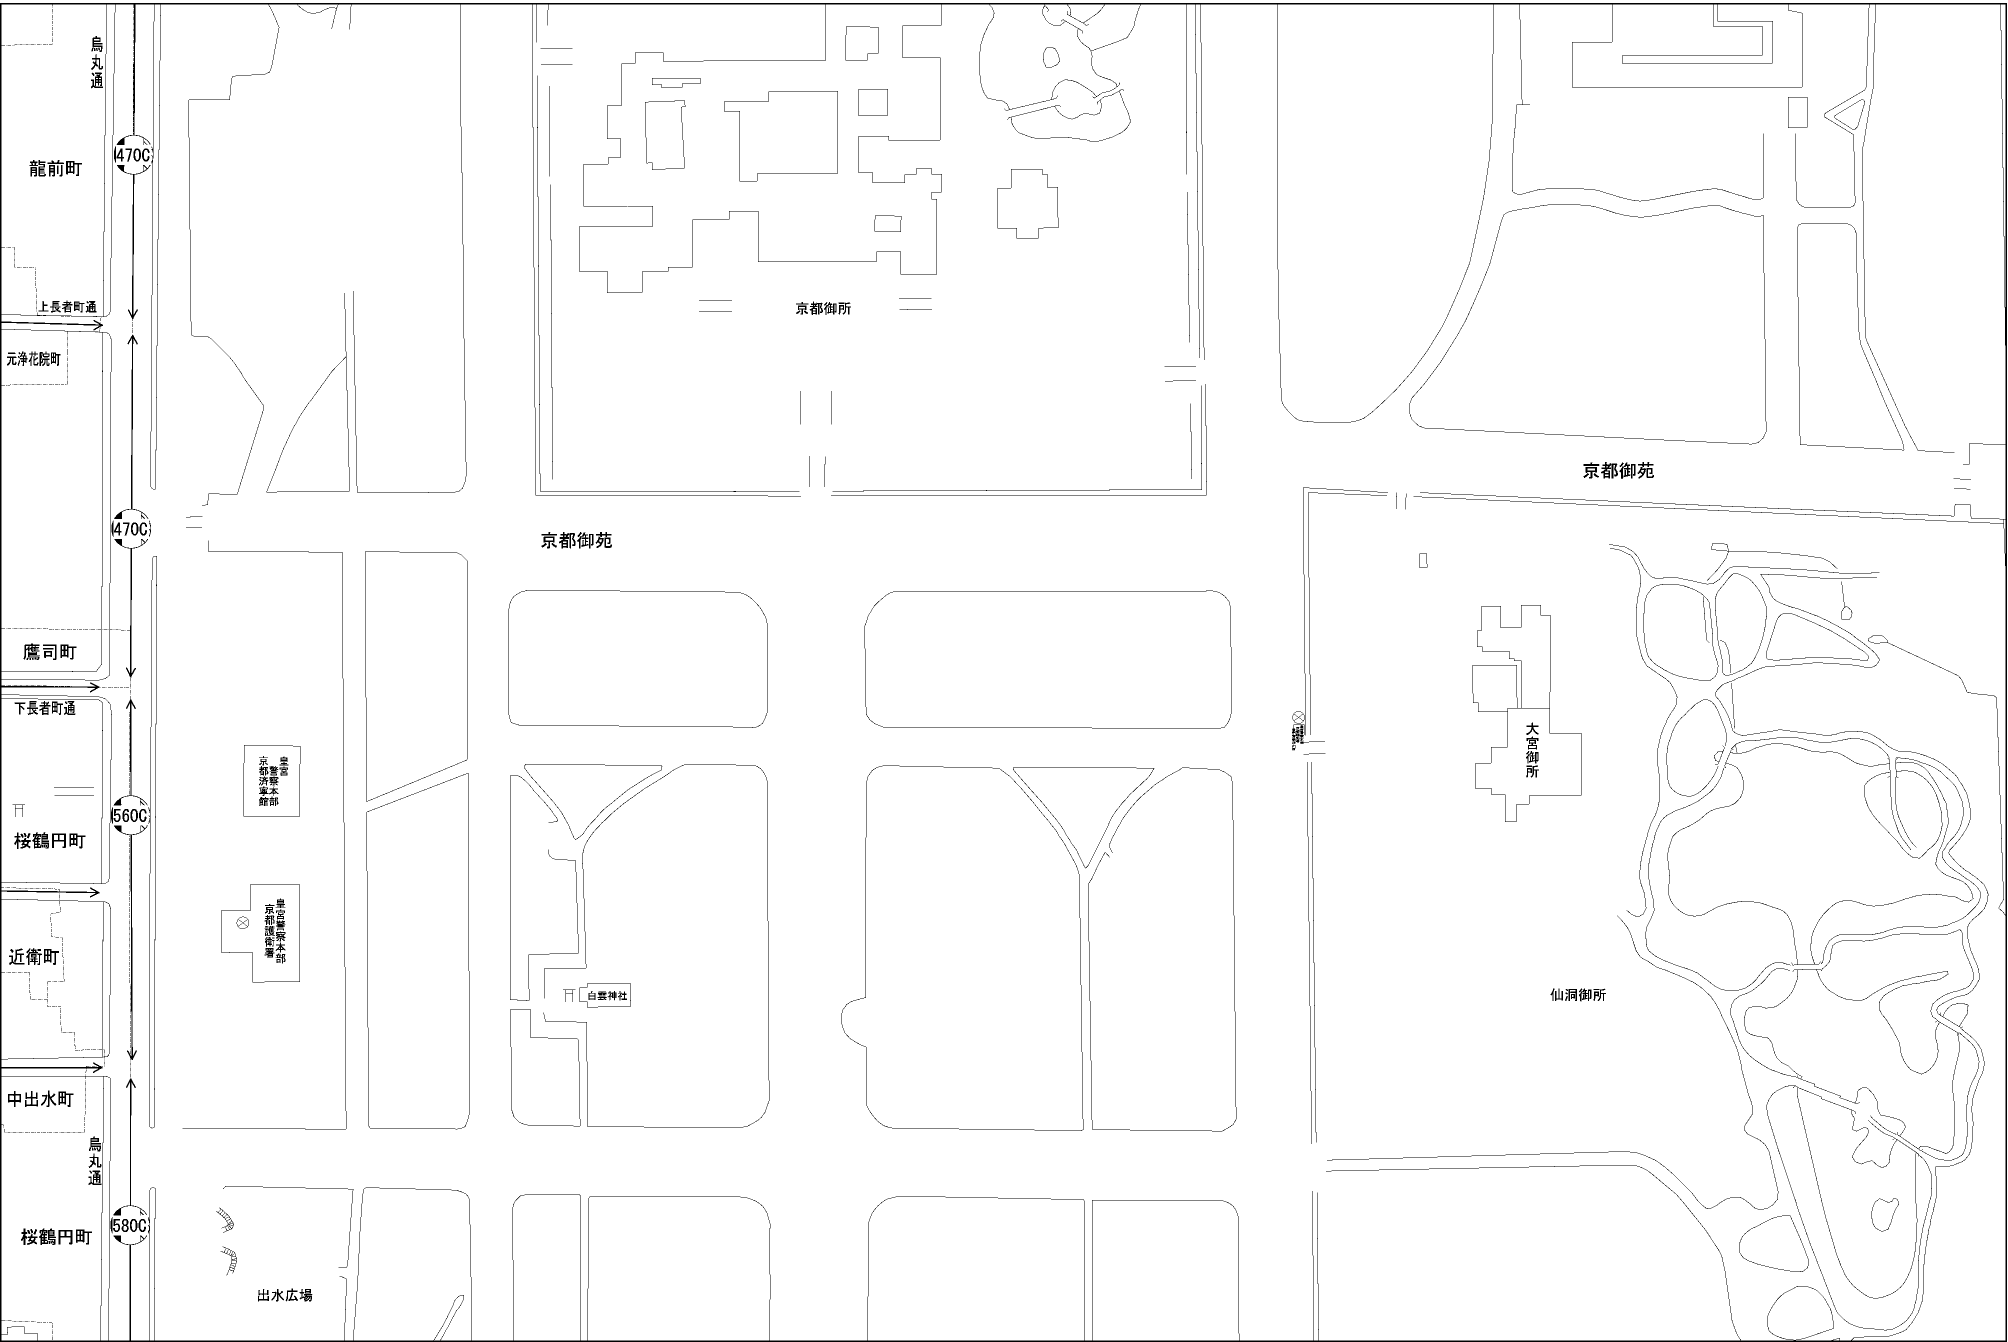 烏丸通
470C
龍前町
上長者町通
京都御所
元浄花院町
京都御苑
470C
京都御苑
鷹司町
下長者町通
大宮御所
皇宮
警察本部
京都済寧館
560C
桜鶴円町
皇宮警察本部
京都護衛署
近衛町
白雲神社
仙洞御所
中出水町
烏丸通
580C
桜鶴円町
出水広場